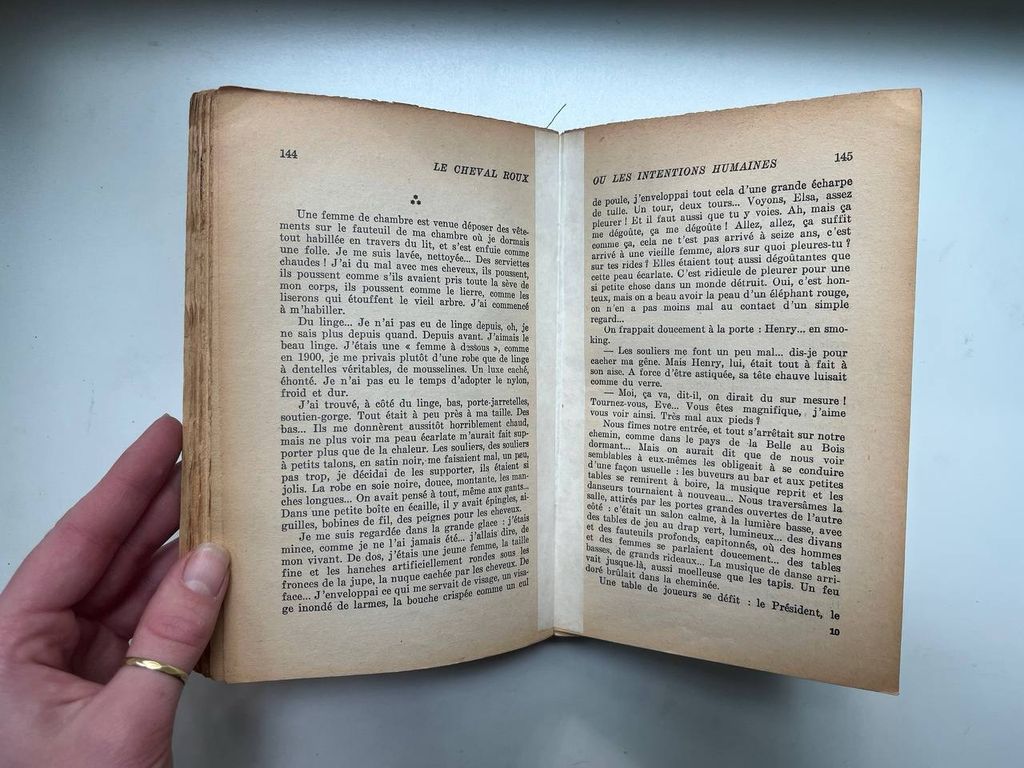 144
LE CHEVAL ROUX
Une femme de chambre est venue déposer des vête-
ments sur le fauteuil de ma chambre où je dormais
tout habillée en travers du lit, et s'est enfuie comme
une folle. Je me suis lavée, nettoyée... Des serviettes
chaudes ! J'ai du mal avec mes cheveux, ils poussent,
ils poussent comme s'ils avaient pris toute la sève de
mon corps, ils poussent comme le lierre, comme les
liserons qui étouffent le vieil arbre. J'ai commencé
à m'habiller.
Du linge... Je n'ai pas eu de linge depuis, oh, je
ne sais plus depuis quand. Depuis avant. J'aimais le
beau linge. J'étais une « femme à dessous », comme
en 1900, je me privais plutôt d'une robe que de linge
à dentelles véritables, de mousselines. Un luxe caché,
éhonté. Je n'ai pas eu le temps d'adopter le nylon,
froid et dur.
J'ai trouvé, à côté du linge, bas, porte-jarretelles,
soutien-gorge. Tout était à peu près à ma taille. Des
bas... Ils me donnèrent aussitôt horriblement chaud,
mais ne plus voir ma peau écarlate m'aurait fait sup-
porter plus que de la chaleur. Les souliers, des souliers
à petits talons, en satin noir, me faisaient mal, un peu,
pas trop, je décidai de les supporter, ils étaient si
jolis. La robe en soie noire, douce, montante, les man-
ches longues... On avait pensé à tout, même aux gants...
Dans une petite boîte en écaille, il y avait épingles, ai-
guilles, bobines de fil, des peignes pour les cheveux.
Je me suis regardée dans la grande glace : j'étais
mince, comme je ne l'ai jamais été... j'allais dire, de
mon vivant. De dos, j'étais une jeune femme, la taille
fine et les hanches artificiellement rondes sous les
fronces de la jupe, la nuque cachée par les cheveux. De
face... J'enveloppai ce qui me servait de visage, un visa-
ge inondé de larmes, la bouche crispée comme un cul
OU LES INTENTIONS HUMAINES
145
de poule, j'enveloppai tout cela d'une grande écharpe
de tulle. Un tour, deux tours... Voyons, Elsa, assez
pleurer ! Et il faut aussi que tu y voies. Ah, mais ça
me dégoûte, ça me dégoûte ! Allez, allez, ça suffit
comme ça, cela ne t'est pas arrivé à seize ans, c'est
arrivé à une vieille femme, alors sur quoi pleures-tu ?
sur tes rides ? Elles étaient tout aussi dégoûtantes que
cette peau écarlate. C'est ridicule de pleurer pour une
si petite chose dans un monde détruit. Oui, c'est hon-
teux, mais on a beau avoir la peau d'un éléphant rouge,
on n'en a pas moins mal au contact d'un simple
regard...
On frappait doucement à la porte : Henry... en smo-
king.
— Les souliers me font un peu mal... dis-je pour
cacher ma gêne. Mais Henry, lui, était tout à fait à
son aise. A force d'être astiquée, sa tête chauve luisait
comme du verre.
— Moi, ça va, dit-il, on dirait du sur mesure !
Tournez-vous, Eve... Vous êtes magnifique, j'aime
vous voir ainsi. Très mal aux pieds ?
Nous fîmes notre entrée, et tout s'arrêtait sur notre
chemin, comme dans le pays de la Belle au Bois
dormant... Mais on aurait dit que de nous voir
semblables à eux-mêmes les obligeait à se conduire
d'une façon usuelle : les buveurs au bar et aux petites
tables se remirent à boire, la musique reprit et les
danseurs tournaient à nouveau... Nous traversâmes la
salle, attirés par les portes grandes ouvertes de l'autre
côté : c'était un salon calme, à la lumière basse, avec
des tables de jeu au drap vert, lumineux... des divans
et des fauteuils profonds, capitonnés, où des hommes
et des femmes se parlaient doucement... des tables
basses, de grands rideaux... La musique de danse arri-
vait jusque-là, aussi moelleuse que les tapis. Un feu
doré brûlait dans la cheminée.
Une table de joueurs se défit : le Président, le
10